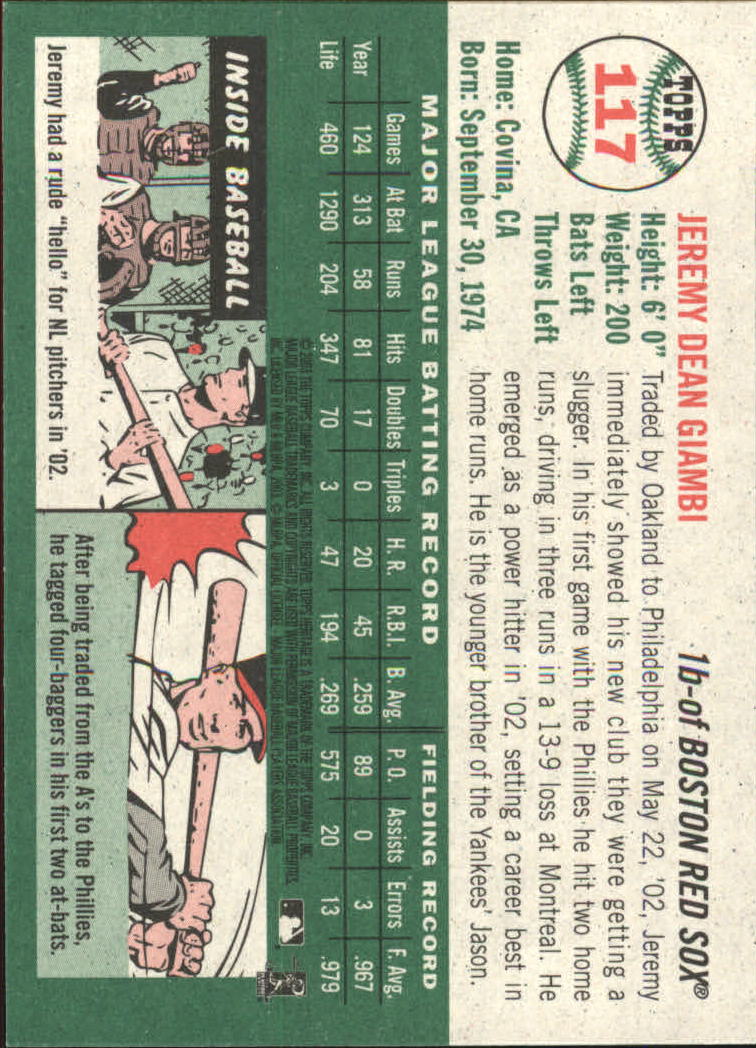 TOPPS
117
JEREMY DEAN GIAMBI
1b-of BOSTON RED SOX®
Height: 6' 0"
Weight: 200
Bats Left
Throws Left
Home: Covina, CA
Born: September 30, 1974
Traded by Oakland to Philadelphia on May 22, '02, Jeremy
immediately showed his new club they were getting a
slugger. In his first game with the Phillies he hit two home
runs, driving in three runs in a 13-9 loss at Montreal. He
emerged as a power hitter in '02, setting a career best in
home runs. He is the younger brother of the Yankees' Jason.
MAJOR LEAGUE BATTING RECORD FIELDING RECORD
Games At Bat Runs Hits Doubles Triples H. R. R.B.I. B. Avg. P. O. Assists Errors F. Avg.
Year 124 313 58 81 17 0 20 45 .259 89 0 3 .967
Life 460 1290 204 347 70 3 47 194 .269 575 20 13 .979
INSIDE BASEBALL
Jeremy had a rude "hello" for NL pitchers in '02.
After being traded from the A's to the Phillies,
he tagged four-baggers in his first two at-bats.